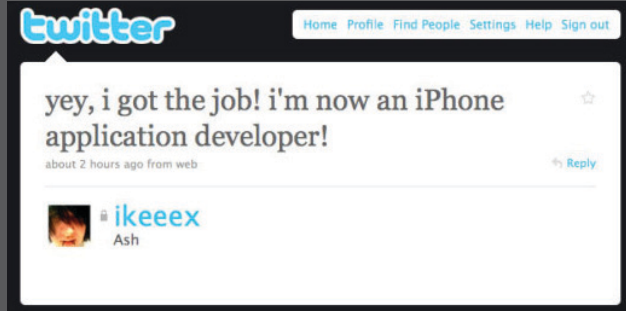 twitter
Home Profile Find People Settings Help Sign out
yey, i got the job! i'm now an iPhone
application developer!
about 2 hours ago from web
Reply
ikeeex
Ash